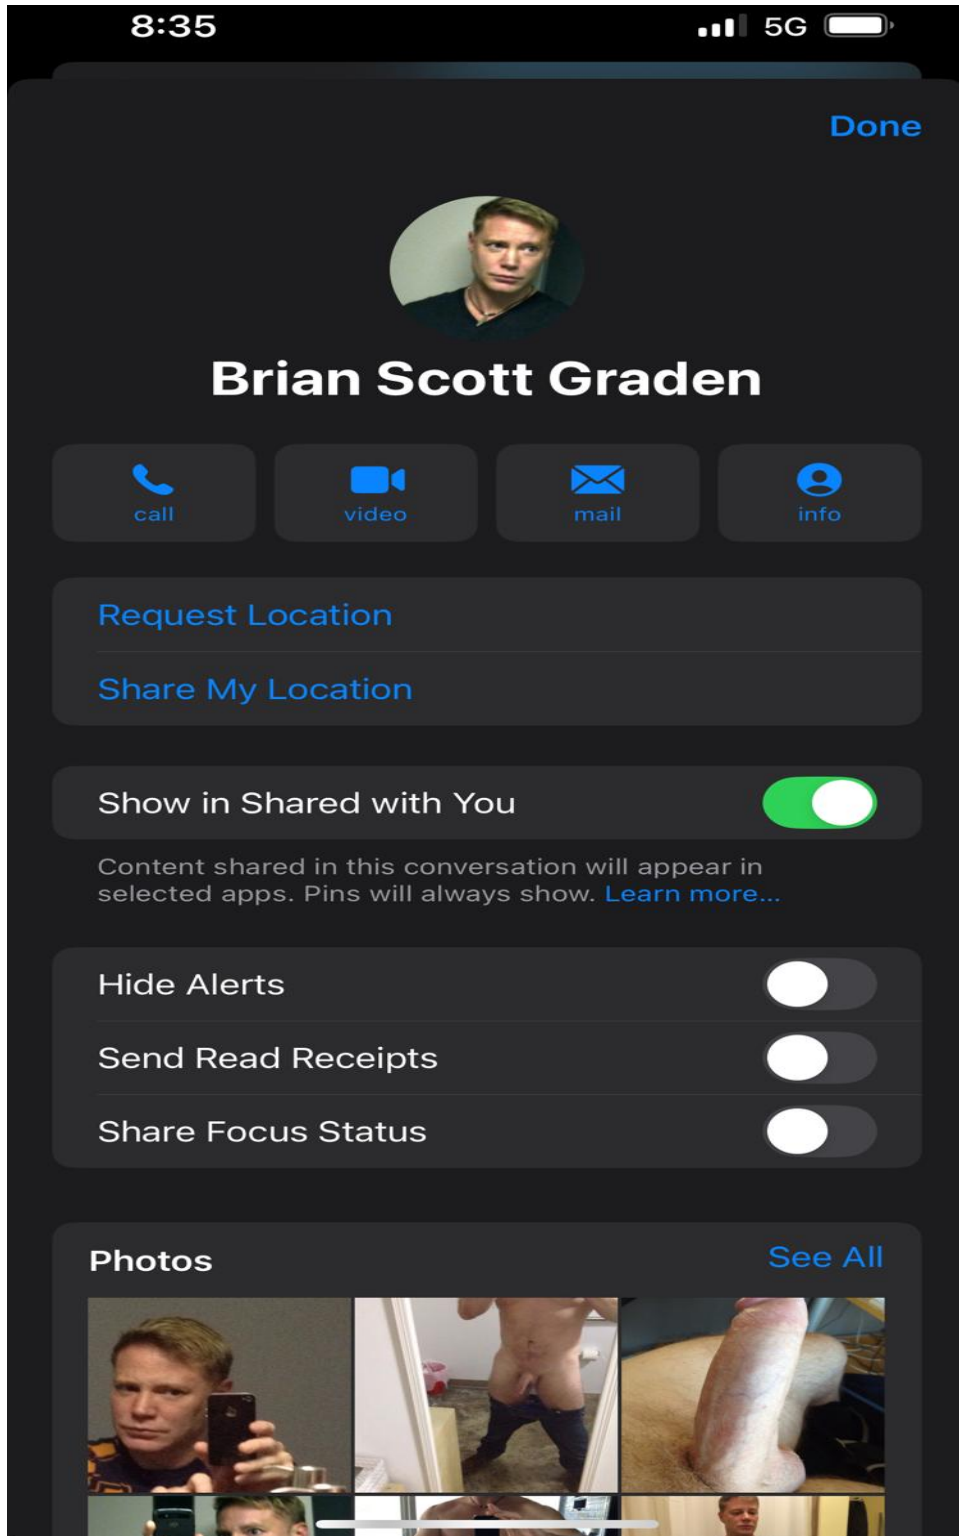 8:35
5G
Done
Brian Scott Graden
call
video
mail
info
Request Location
Share My Location
Show in Shared with You
Content shared in this conversation will appear in
selected apps. Pins will always show. Learn more...
Hide Alerts
Send Read Receipts
Share Focus Status
Photos
See All